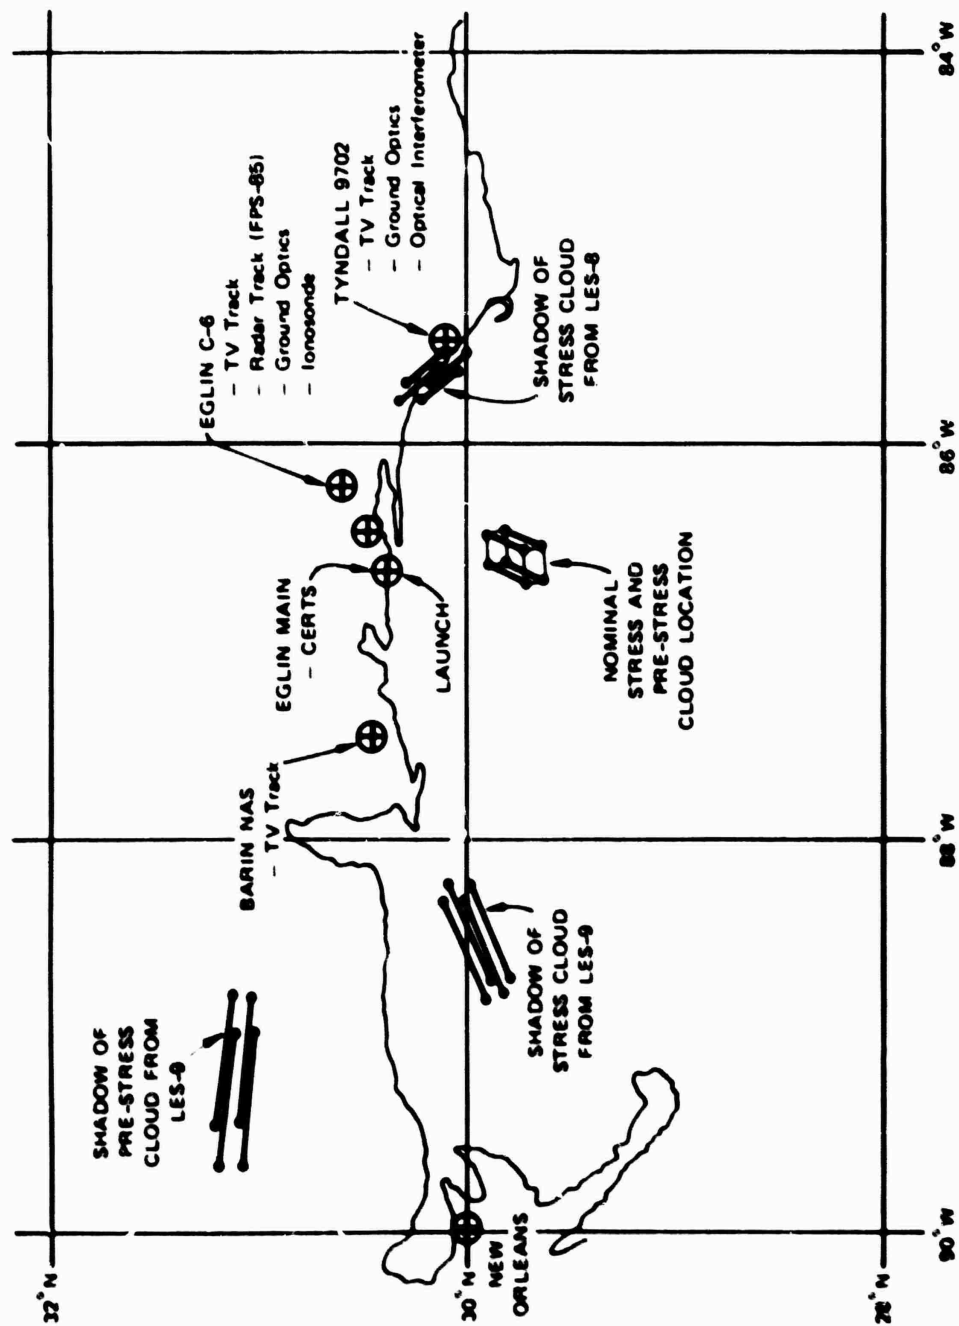 32°N
30°N
28°N
90°W
88°W
86°W
84°W
SHADOW OF
PRE-STRESS
CLOUD FROM
LES-9
BARIN NAS
- TV Track
EGLIN MAIN
- CERTS
LAUNCH
EGLIN C-6
- TV Track
- Radar Track (FPS-85)
- Ground Optics
- Ionosonde
TYNDALL 9702
- TV Track
- Ground Optics
- Optical Interferometer
SHADOW OF
STRESS CLOUD
FROM LES-8
NOMINAL
STRESS AND
PRE-STRESS
CLOUD LOCATION
SHADOW OF
STRESS CLOUD
FROM LES-9
NEW
ORLEANS